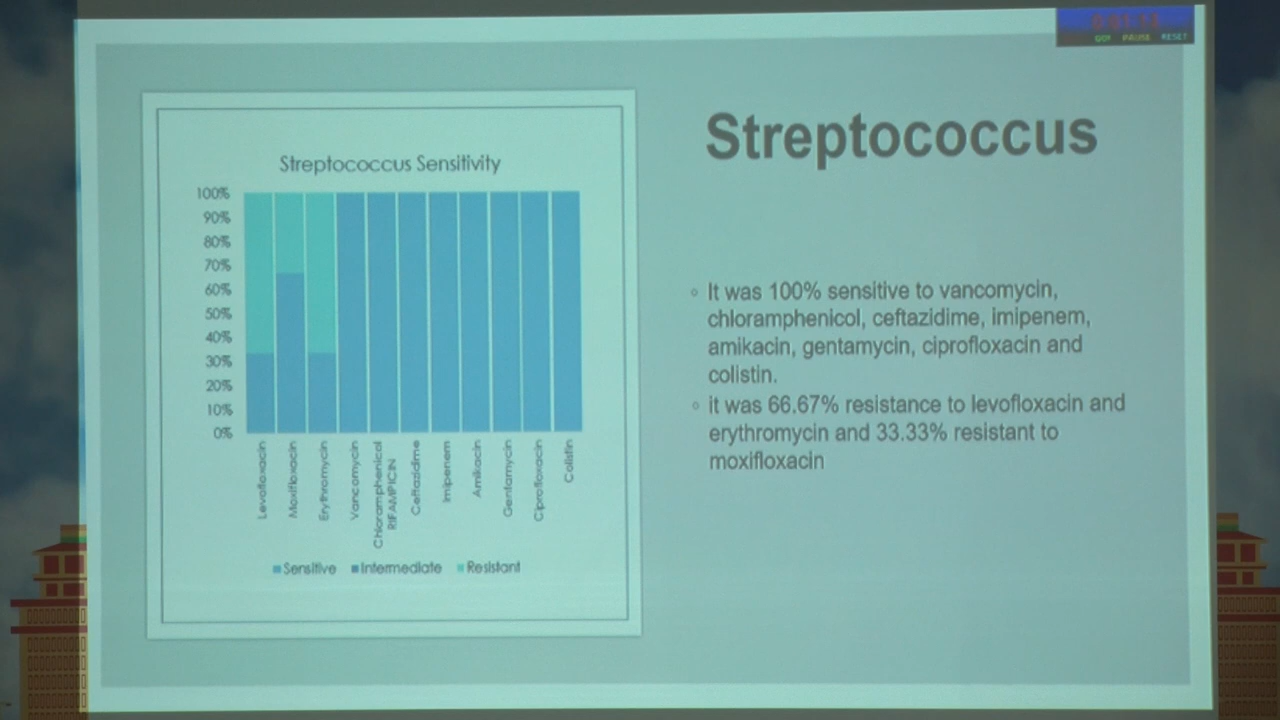 GO! PAUSE RESET
Streptococcus
Streptococcus Sensitivity
100%
90%
80%
70%
60%
50%
40%
30%
20%
10%
0%
Levofloxacin
Moxifloxacin
Erythromycin
Vancomycin
Chloramphenicol
RIFAMPICIN
Ceftazidime
Imipenem
Amikacin
Gentamycin
Ciprofloxacin
Colistin
Sensitive Intermediate Resistant
◦ It was 100% sensitive to vancomycin,
chloramphenicol, ceftazidime, imipenem,
amikacin, gentamycin, ciprofloxacin and
colistin.
◦ it was 66.67% resistance to levofloxacin and
erythromycin and 33.33% resistant to
moxifloxacin